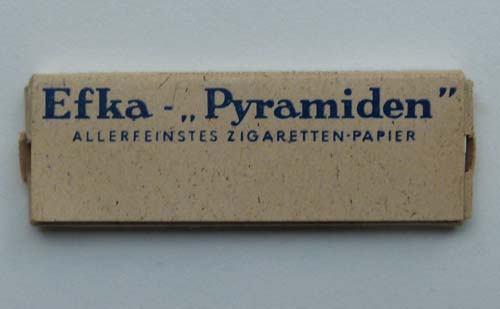 Efka - „Pyramiden”
ALLERFEINSTES ZIGARETTEN-PAPIER